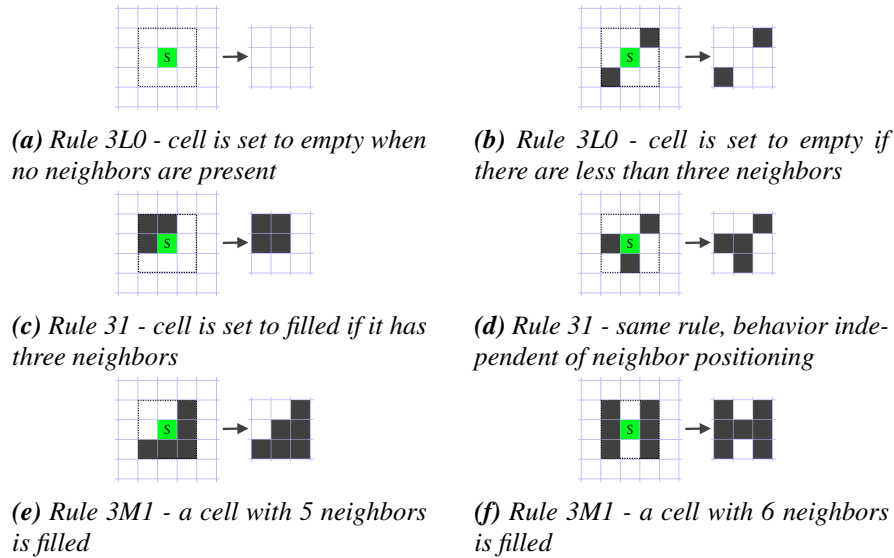 S
S
(a) Rule 3L0 - cell is set to empty when
no neighbors are present
(b) Rule 3L0 - cell is set to empty if
there are less than three neighbors
S
S
(c) Rule 31 - cell is set to filled if it has
three neighbors
(d) Rule 31 - same rule, behavior inde-
pendent of neighbor positioning
S
S
(e) Rule 3M1 - a cell with 5 neighbors
is filled
(f) Rule 3M1 - a cell with 6 neighbors
is filled